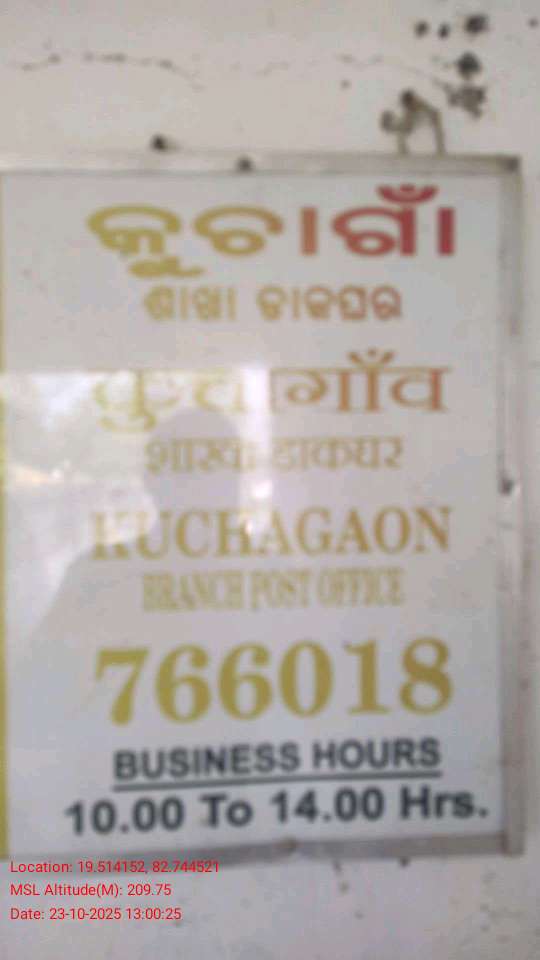 କୁଚାଗାଁ
ଶାଖା ଡାକଘର
कुचागाँव
शाखा डाकघर
KUCHAGAON
BRANCH POST OFFICE
766018
BUSINESS HOURS
10.00 To 14.00 Hrs.
Location: 19.514152, 82.744521
MSL Altitude(M): 209.75
Date: 23-10-2025 13:00:25